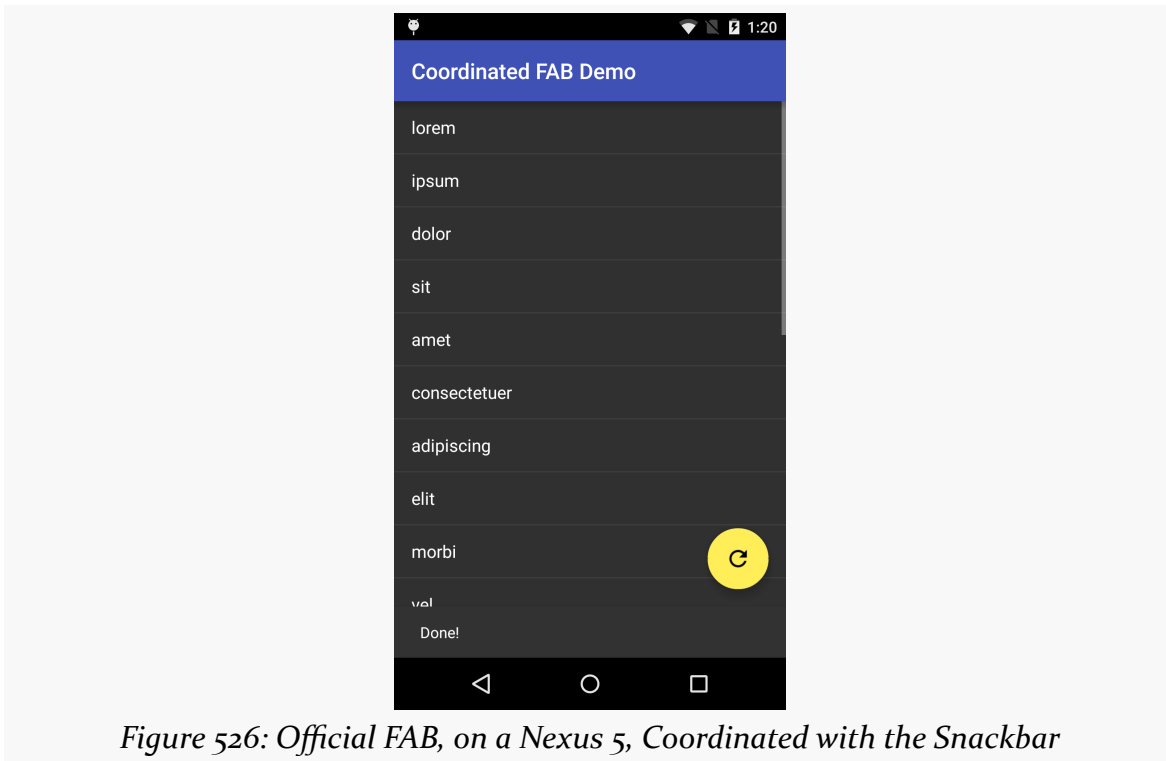 1:20
Coordinated FAB Demo
lorem
ipsum
dolor
sit
amet
consectetuer
adipiscing
elit
morbi
vel
Done!
Figure 526: Official FAB, on a Nexus 5, Coordinated with the Snackbar